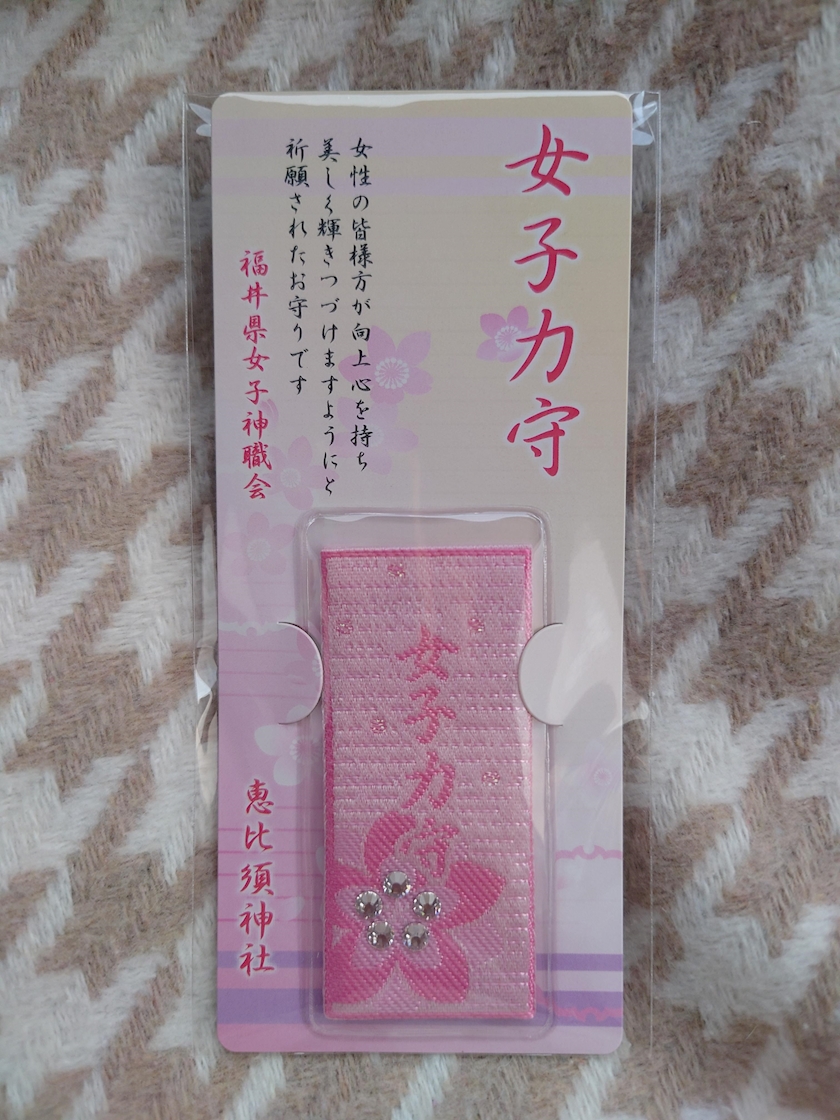 女子力守
女性の皆様方が向上心を持ち
美しく輝きつづけますようにと
祈願されたお守りです
福井県女子神職会
恵比須神社
女子力守